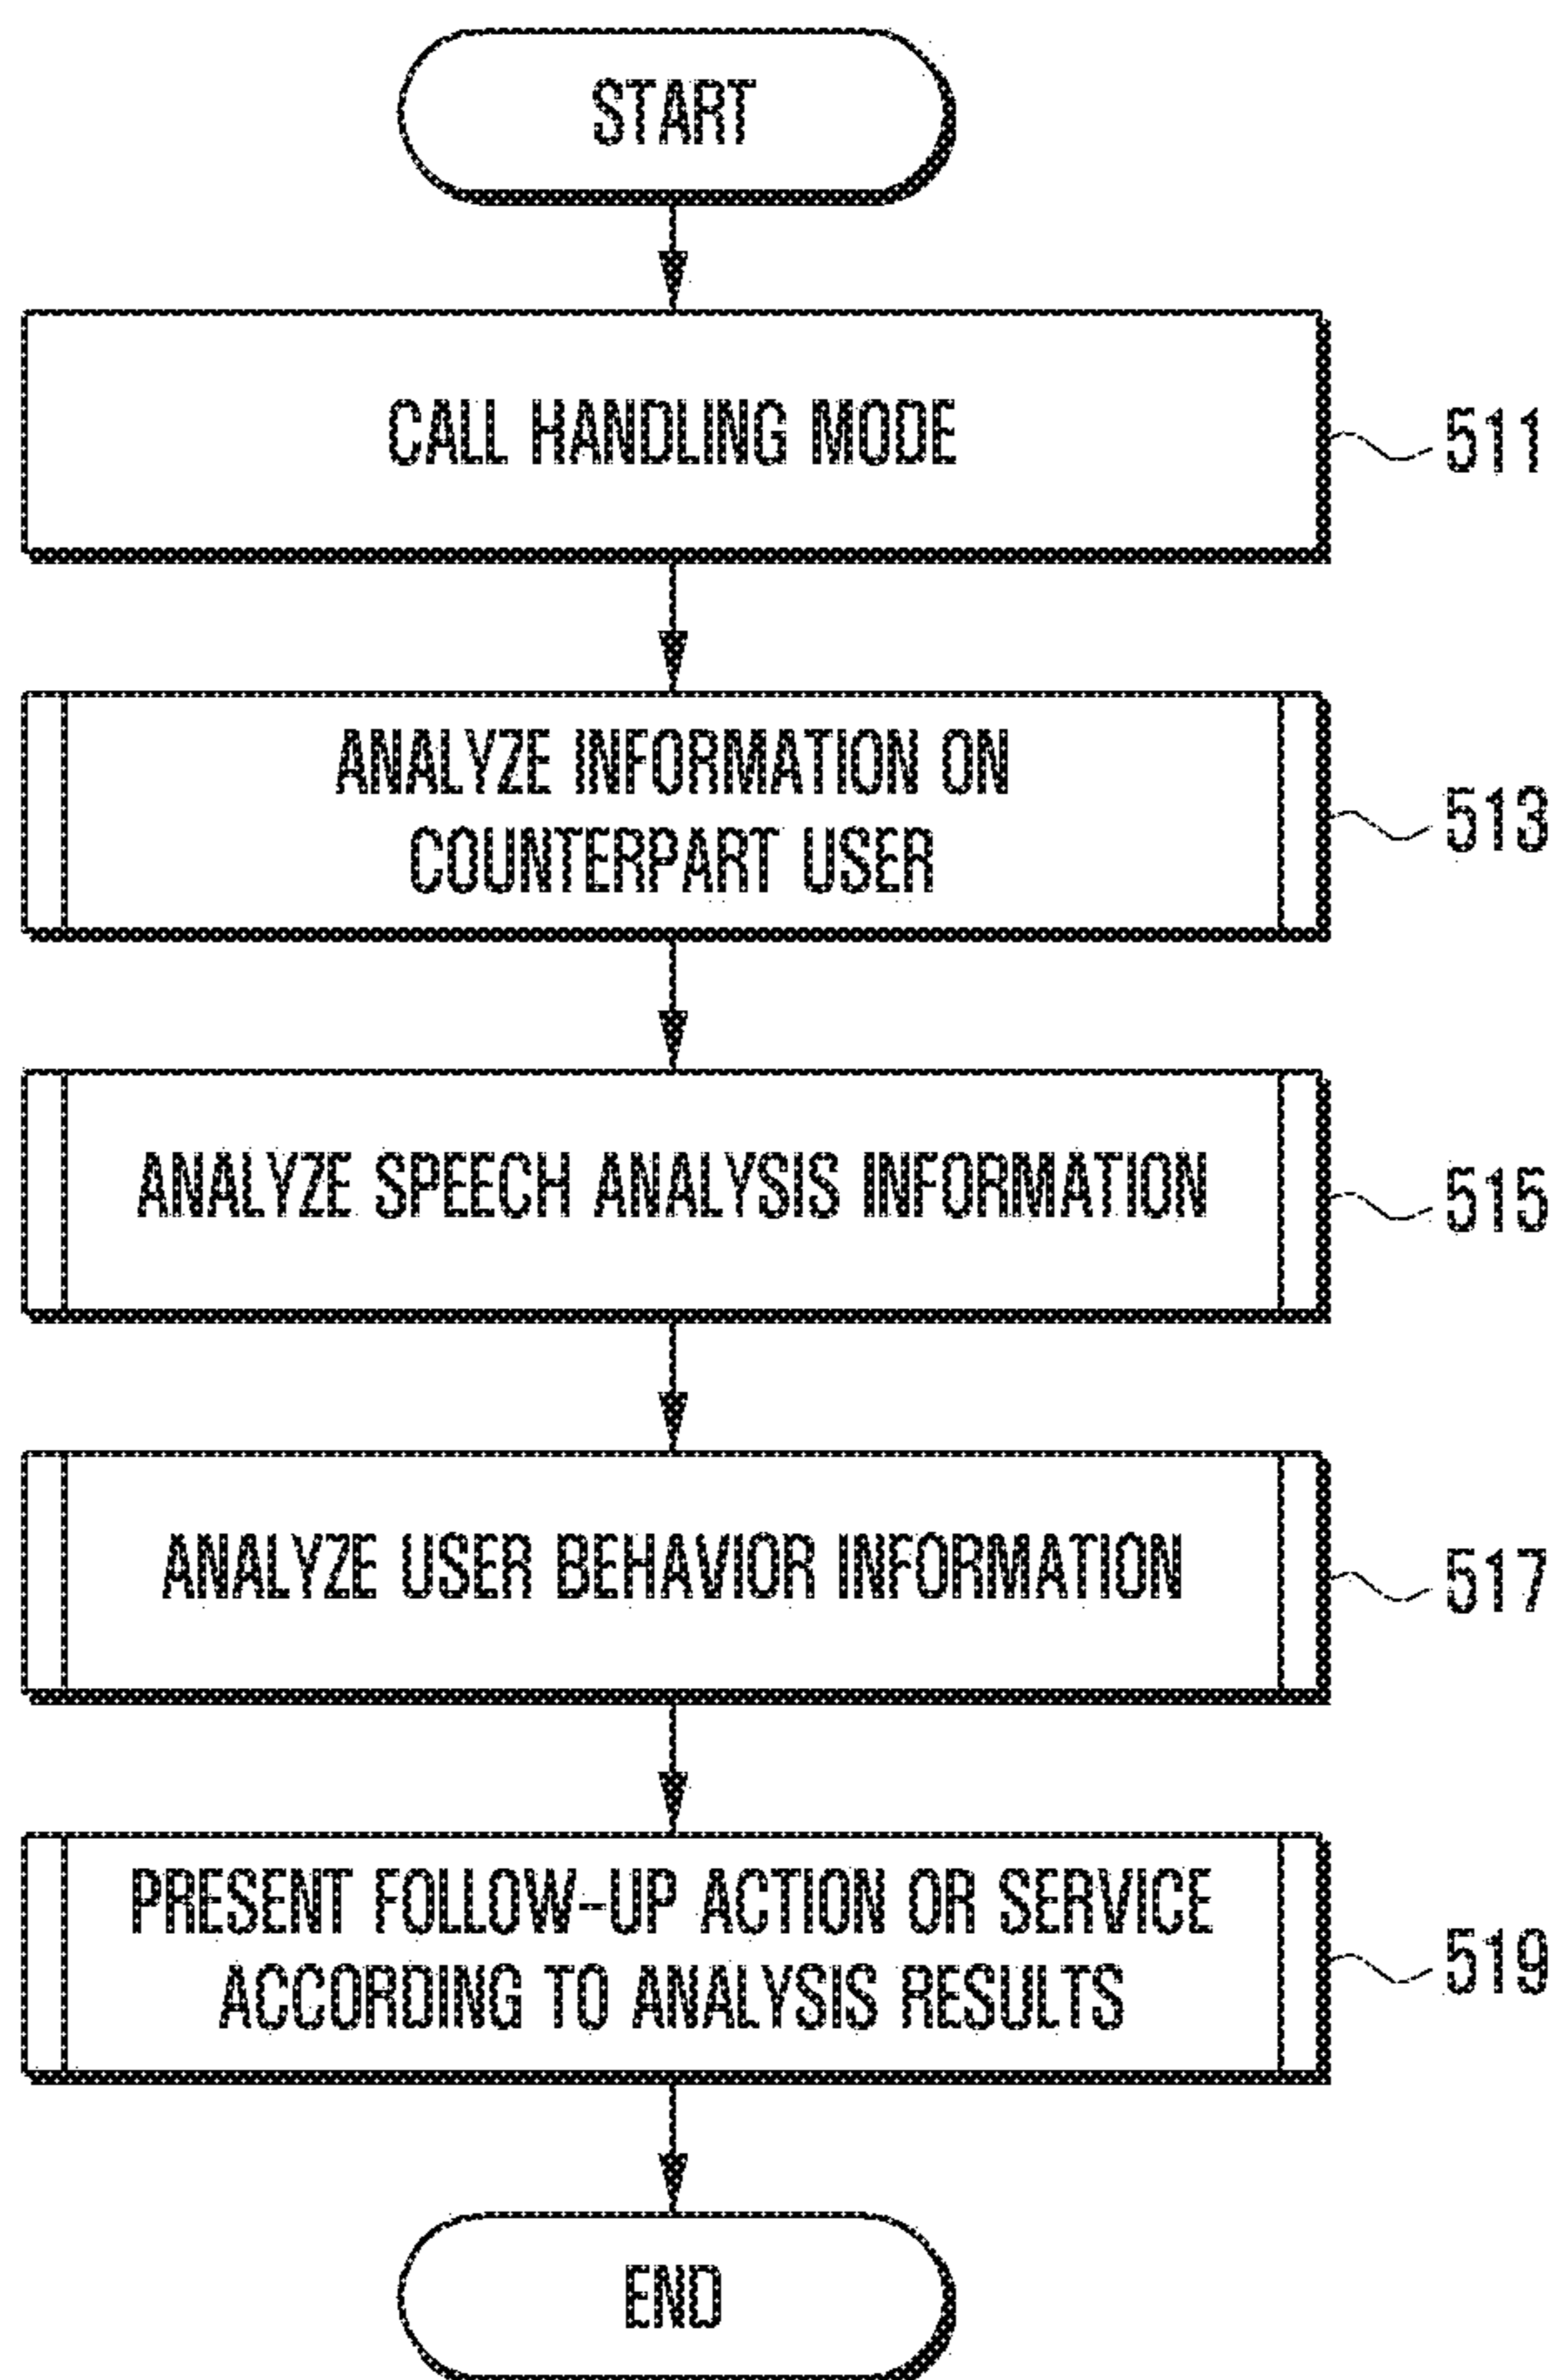 START
CALL HANDLING MODE
511
ANALYZE INFORMATION ON
COUNTERPART USER
513
ANALYZE SPEECH ANALYSIS INFORMATION
515
ANALYZE USER BEHAVIOR INFORMATION
517
PRESENT FOLLOW-UP ACTION OR SERVICE
ACCORDING TO ANALYSIS RESULTS
519
END